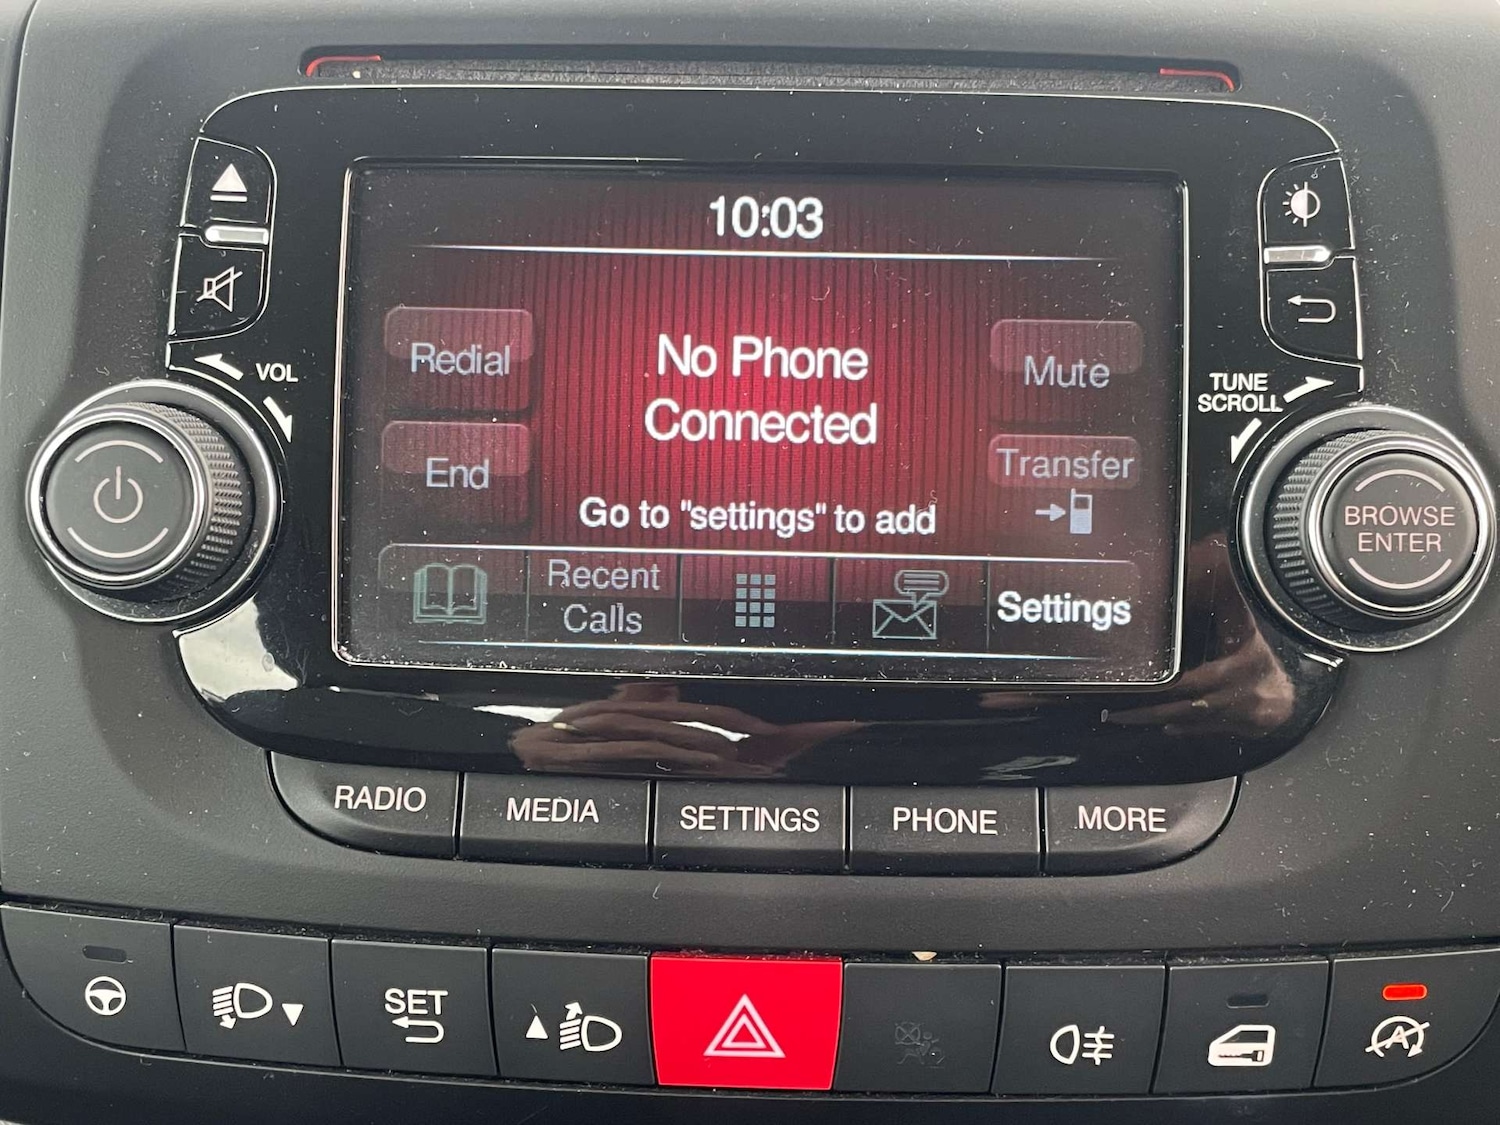 10:03
VOL
Redial
No Phone
Connected
Mute
TUNE
SCROLL
End
Transfer
Go to "settings" to add
BROWSE
ENTER
Recent
Calls
Settings
RADIO
MEDIA
SETTINGS
PHONE
MORE
SET
A